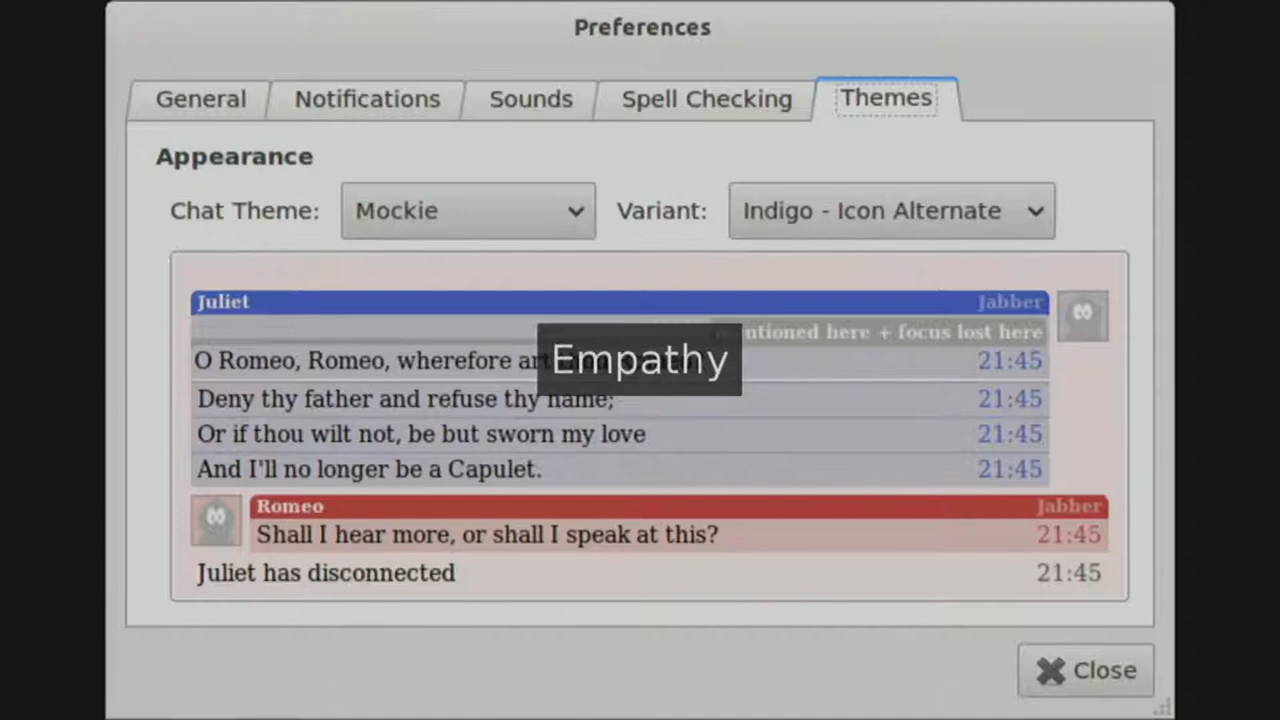 Preferences
General Notifications Sounds Spell Checking Themes
Appearance
Chat Theme: Mockie Variant: Indigo - Icon Alternate
Juliet Jabber
here + focus lost here
O Romeo, Romeo, wherefore 21:45
Empathy
Deny thy father and refuse thy name; 21:45
Or if thou wilt not, be but sworn my love 21:45
And I'll no longer be a Capulet. 21:45
Romeo Jabber
Shall I hear more, or shall I speak at this? 21:45
Juliet has disconnected 21:45
Close